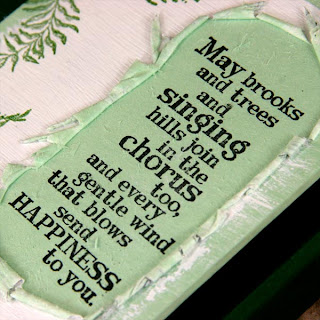 May brooks
and trees
and
singing
hills join
in the
chorus
too,
and every
gentle wind
that blows
send
HAPPINESS
to you.